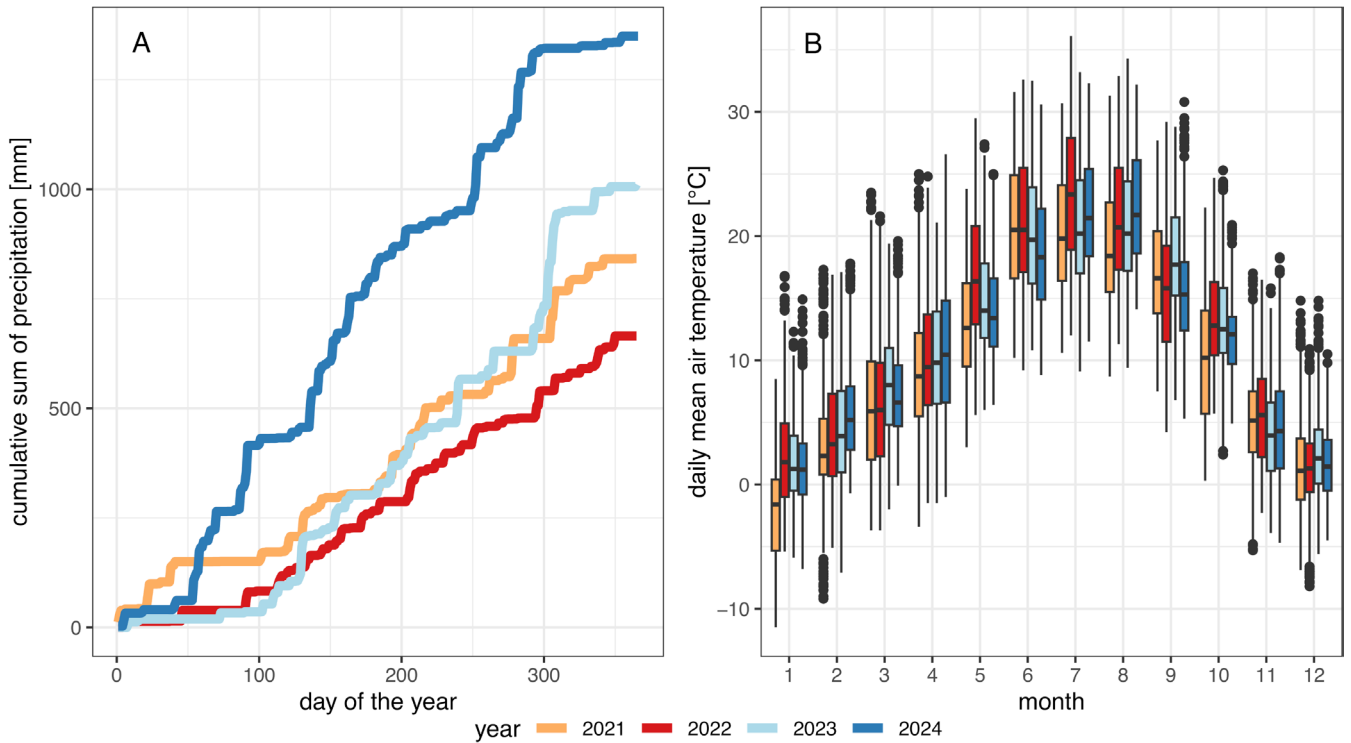 A
cumulative sum of precipitation [mm]
1000
500
0
0 100 200 300
day of the year
B
daily mean air temperature [°C]
30
20
10
0
−10
1 2 3 4 5 6 7 8 9 10 11 12
month
year 2021 2022 2023 2024